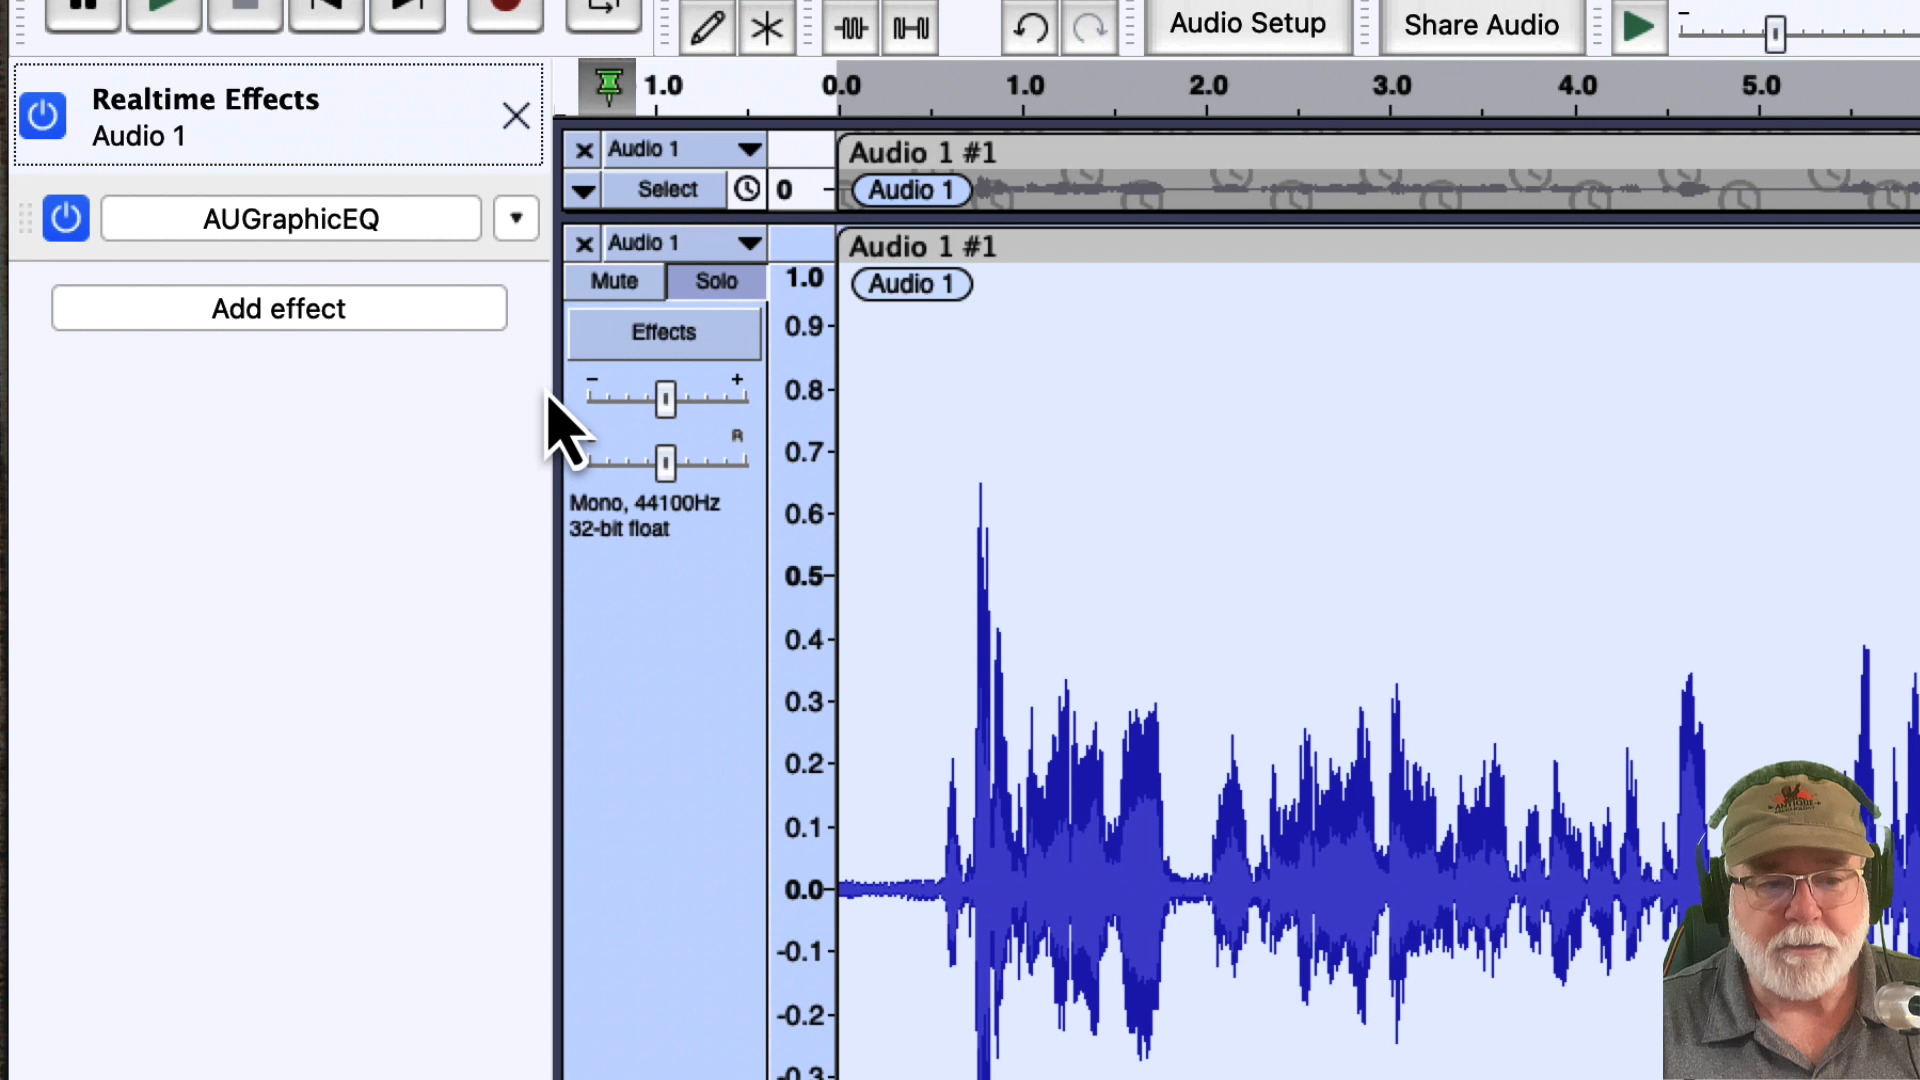 Audio Setup
Share Audio
Realtime Effects
Audio 1
1.0 0.0 1.0 2.0 3.0 4.0 5.0
Audio 1
Audio 1 #1
Select
0
Audio 1
AUGraphicEQ
Audio 1
Audio 1 #1
Mute
Solo
1.0
Audio 1
Add effect
Effects
0.9
- +
0.8
R
0.7
Mono, 44100Hz
32-bit float
0.6
0.5
0.4
0.3
0.2
0.1
0.0
-0.1
-0.2
-0.3
ANTIQUE